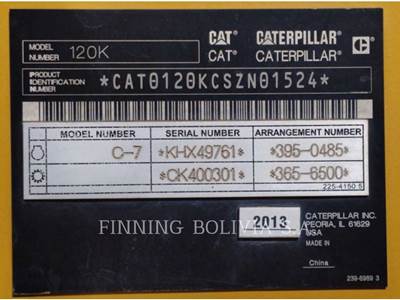 MODEL NUMBER 120K CAT CATERPILLAR
CAT® CATERPILLAR®
PRODUCT IDENTIFICATION NUMBER *CAT0120KCSZN01524*
MODEL NUMBER SERIAL NUMBER ARRANGEMENT NUMBER
C-7 *KHX49761* *395-0485*
*CK400301* *365-6500*
225-4150 5
2013
CATERPILLAR INC.
PEORIA, IL 61629
USA
MADE IN
China
239-6989 3
FINNING BOLIVIA S.A.